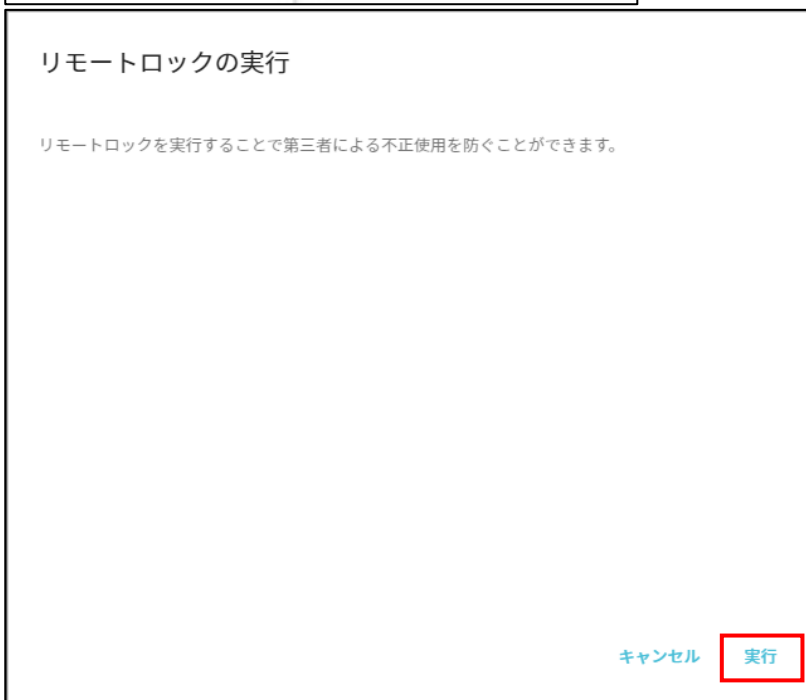 リモートロックの実行
リモートロックを実行することで第三者による不正使用を防ぐことができます。
キャンセル 実行